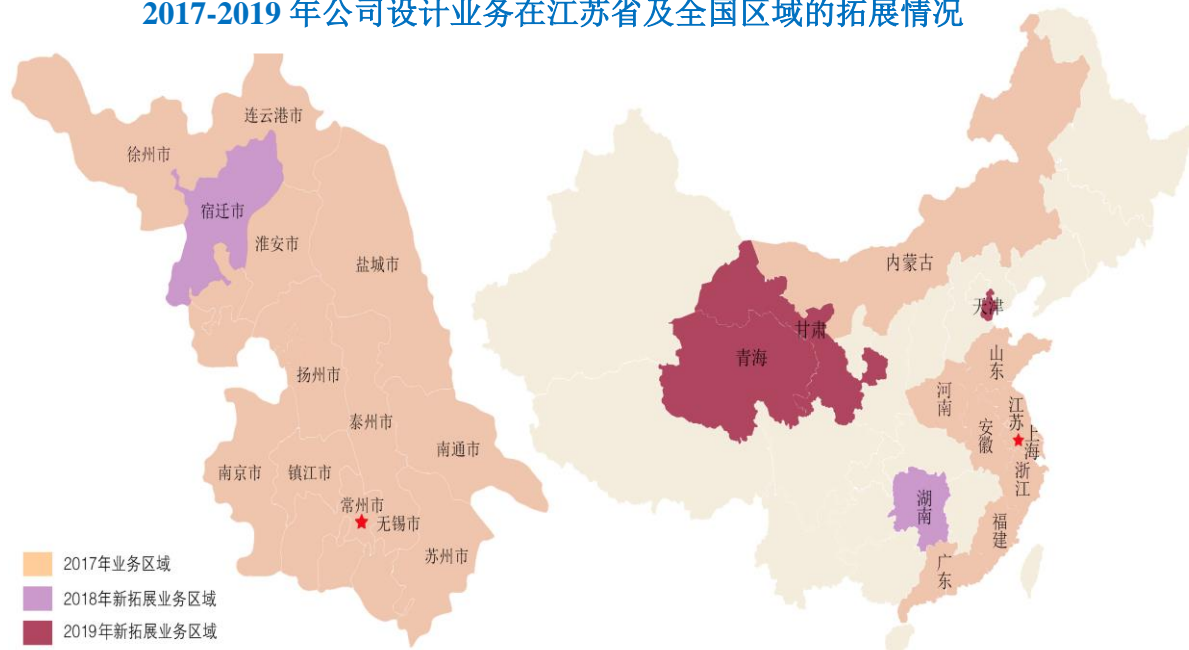 2017-2019 年公司设计业务在江苏省及全国区域的拓展情况
连云港市
徐州市
宿迁市
淮安市
盐城市
扬州市
泰州市
南通市
南京市
镇江市
常州市
无锡市
苏州市
内蒙古
天津
甘肃
青海
山东
河南
江苏
安徽
上海
浙江
湖南
福建
广东
2017年业务区域
2018年新拓展业务区域
2019年新拓展业务区域